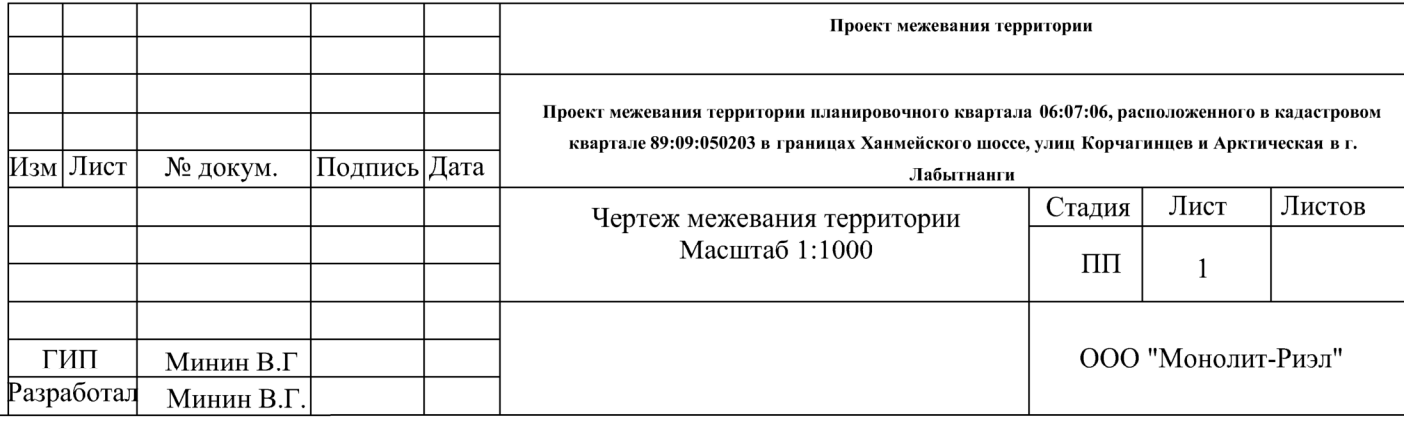 Проект межевания территории
Проект межевания территории планировочного квартала 06:07:06, расположенного в кадастровом
квартале 89:09:050203 в границах Ханмейского шоссе, улиц Корчагинцев и Арктическая в г.
Лабытнанги
Изм Лист № докум. Подпись Дата
Чертеж межевания территории
Масштаб 1:1000
Стадия Лист Листов
ПП 1
ГИП Минин В.Г
Разработал Минин В.Г.
ООО "Монолит-Риэл"